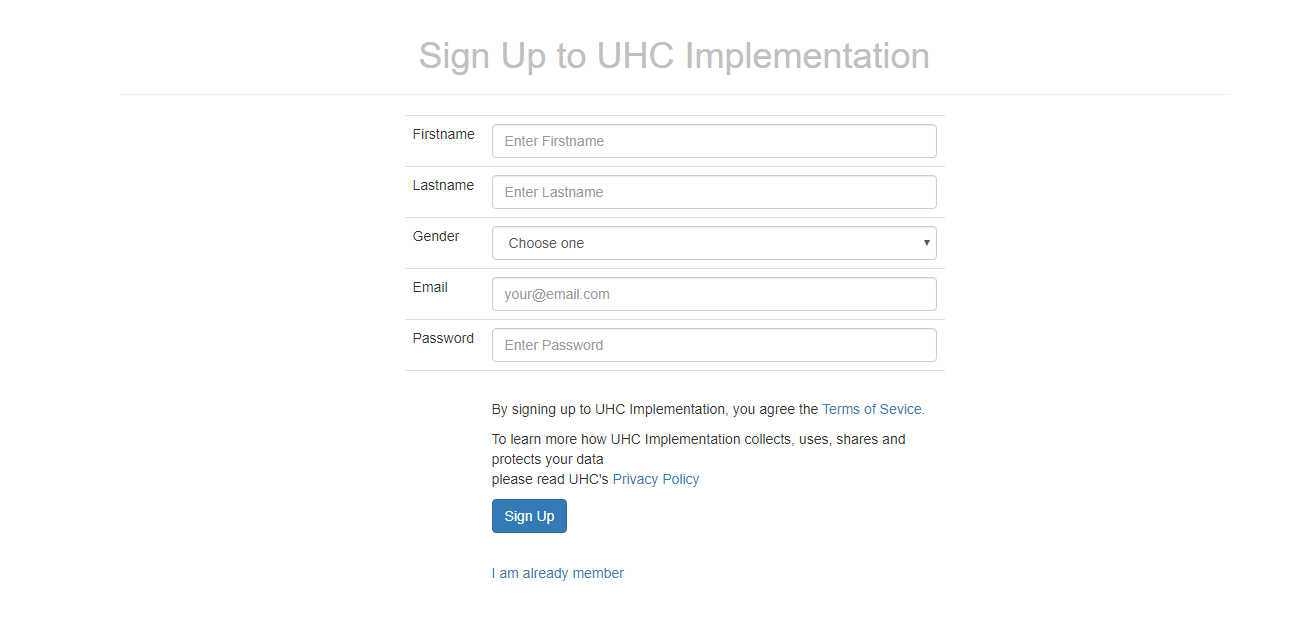 Sign Up to UHC Implementation
Firstname
Enter Firstname
Lastname
Enter Lastname
Gender
Choose one
Email
your@email.com
Password
Enter Password
By signing up to UHC Implementation, you agree the Terms of Sevice.
To learn more how UHC Implementation collects, uses, shares and
protects your data
please read UHC's Privacy Policy
Sign Up
I am already member